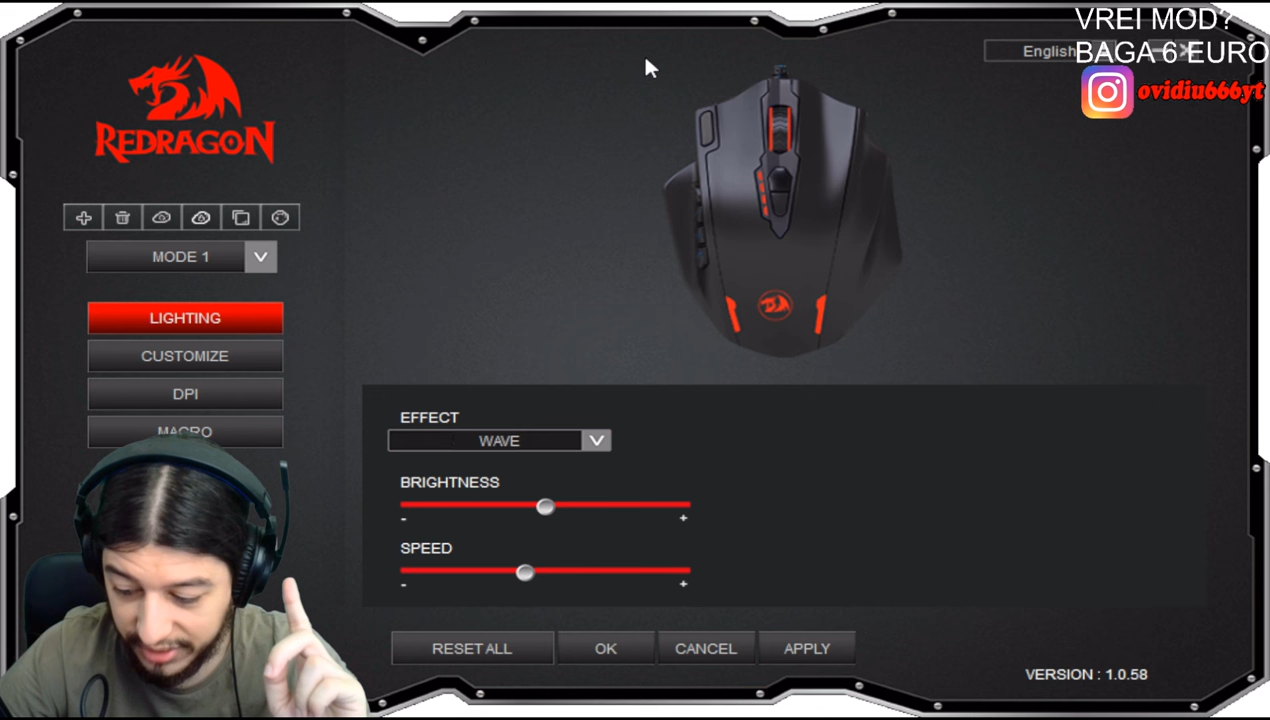 VREI MOD?
BAGA 6 EURO
ovidiu666yt
English
REDRAGON
MODE 1
LIGHTING
CUSTOMIZE
DPI
MACRO
EFFECT
WAVE
BRIGHTNESS
- +
SPEED
- +
RESET ALL OK CANCEL APPLY
VERSION : 1.0.58